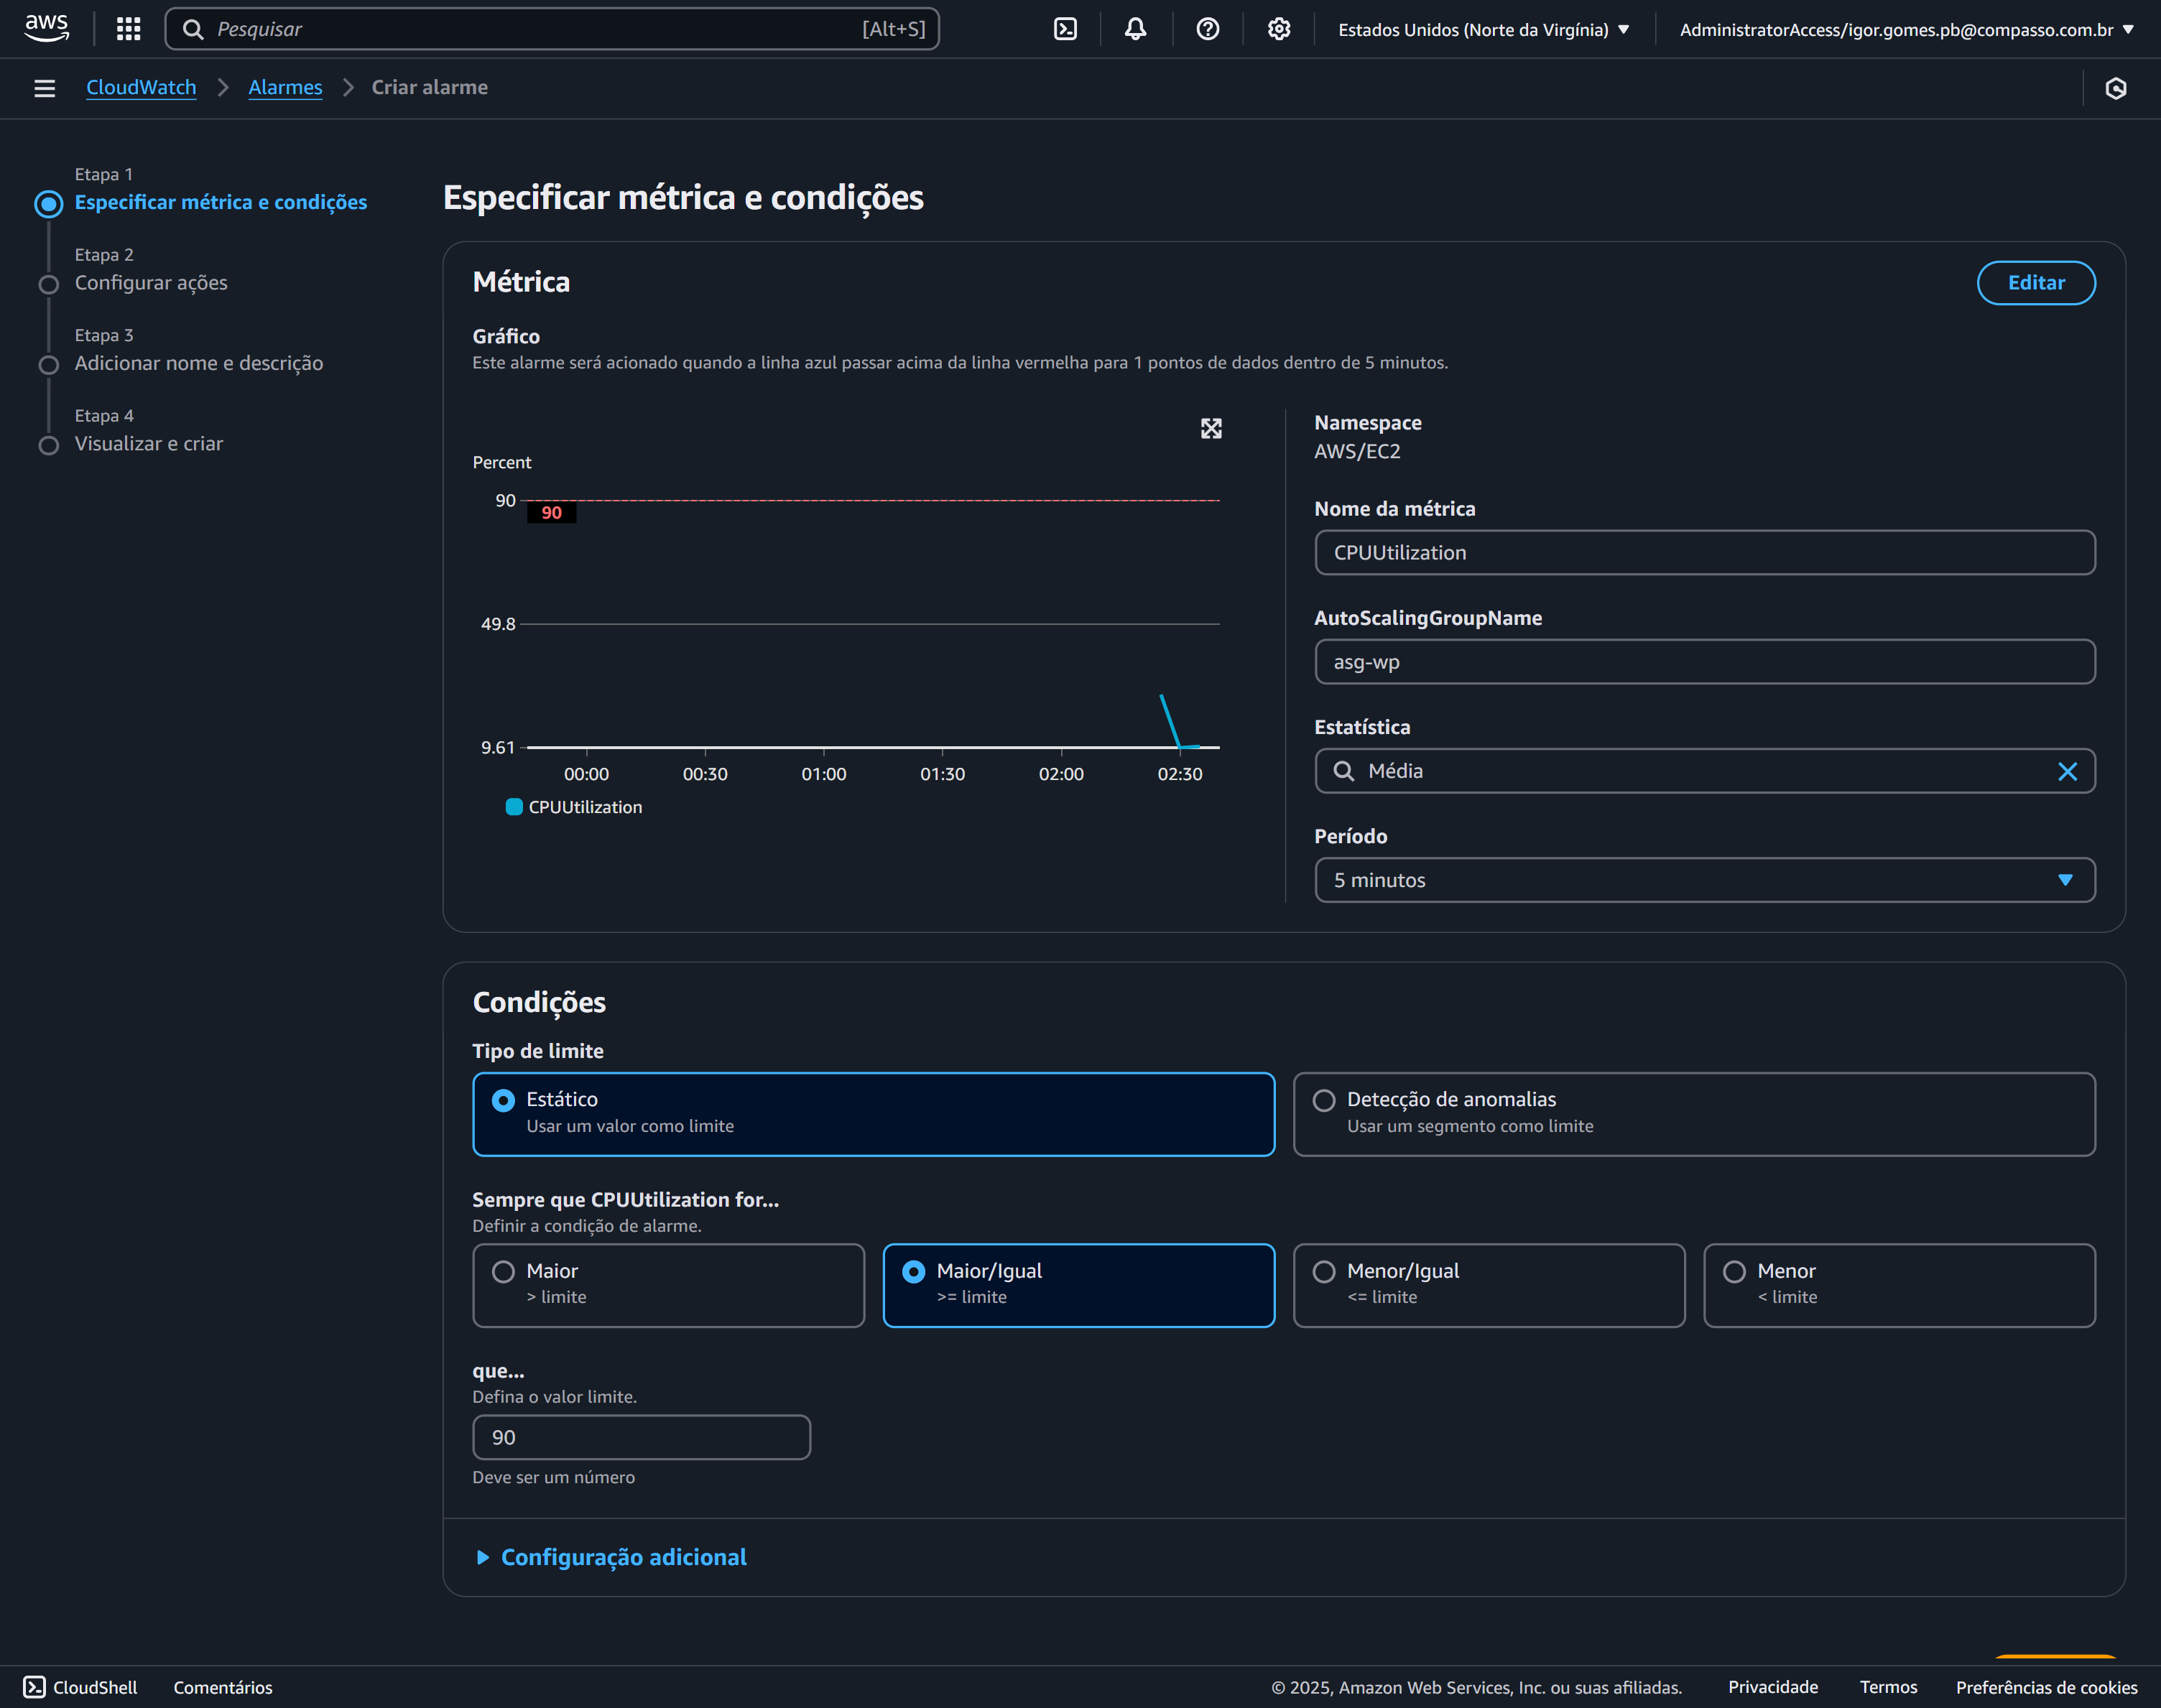 aws
Pesquisar
[Alt+S]
Estados Unidos (Norte da Virgínia)
AdministratorAccess/igor.gomes.pb@compasso.com.br
CloudWatch
Alarmes
Criar alarme
Etapa 1
Especificar métrica e condições
Etapa 2
Configurar ações
Etapa 3
Adicionar nome e descrição
Etapa 4
Visualizar e criar
Especificar métrica e condições
Métrica
Editar
Gráfico
Este alarme será acionado quando a linha azul passar acima da linha vermelha para 1 pontos de dados dentro de 5 minutos.
Percent
90
90
49.8
9.61
00:00
00:30
01:00
01:30
02:00
02:30
CPUUtilization
Namespace
AWS/EC2
Nome da métrica
CPUUtilization
AutoScalingGroupName
asg-wp
Estatística
Média
Período
5 minutos
Condições
Tipo de limite
Estático
Usar um valor como limite
Detecção de anomalias
Usar um segmento como limite
Sempre que CPUUtilization for...
Definir a condição de alarme.
Maior
> limite
Maior/Igual
>= limite
Menor/Igual
<= limite
Menor
< limite
que...
Defina o valor limite.
90
Deve ser um número
Configuração adicional
CloudShell
Comentários
© 2025, Amazon Web Services, Inc. ou suas afiliadas.
Privacidade
Termos
Preferências de cookies